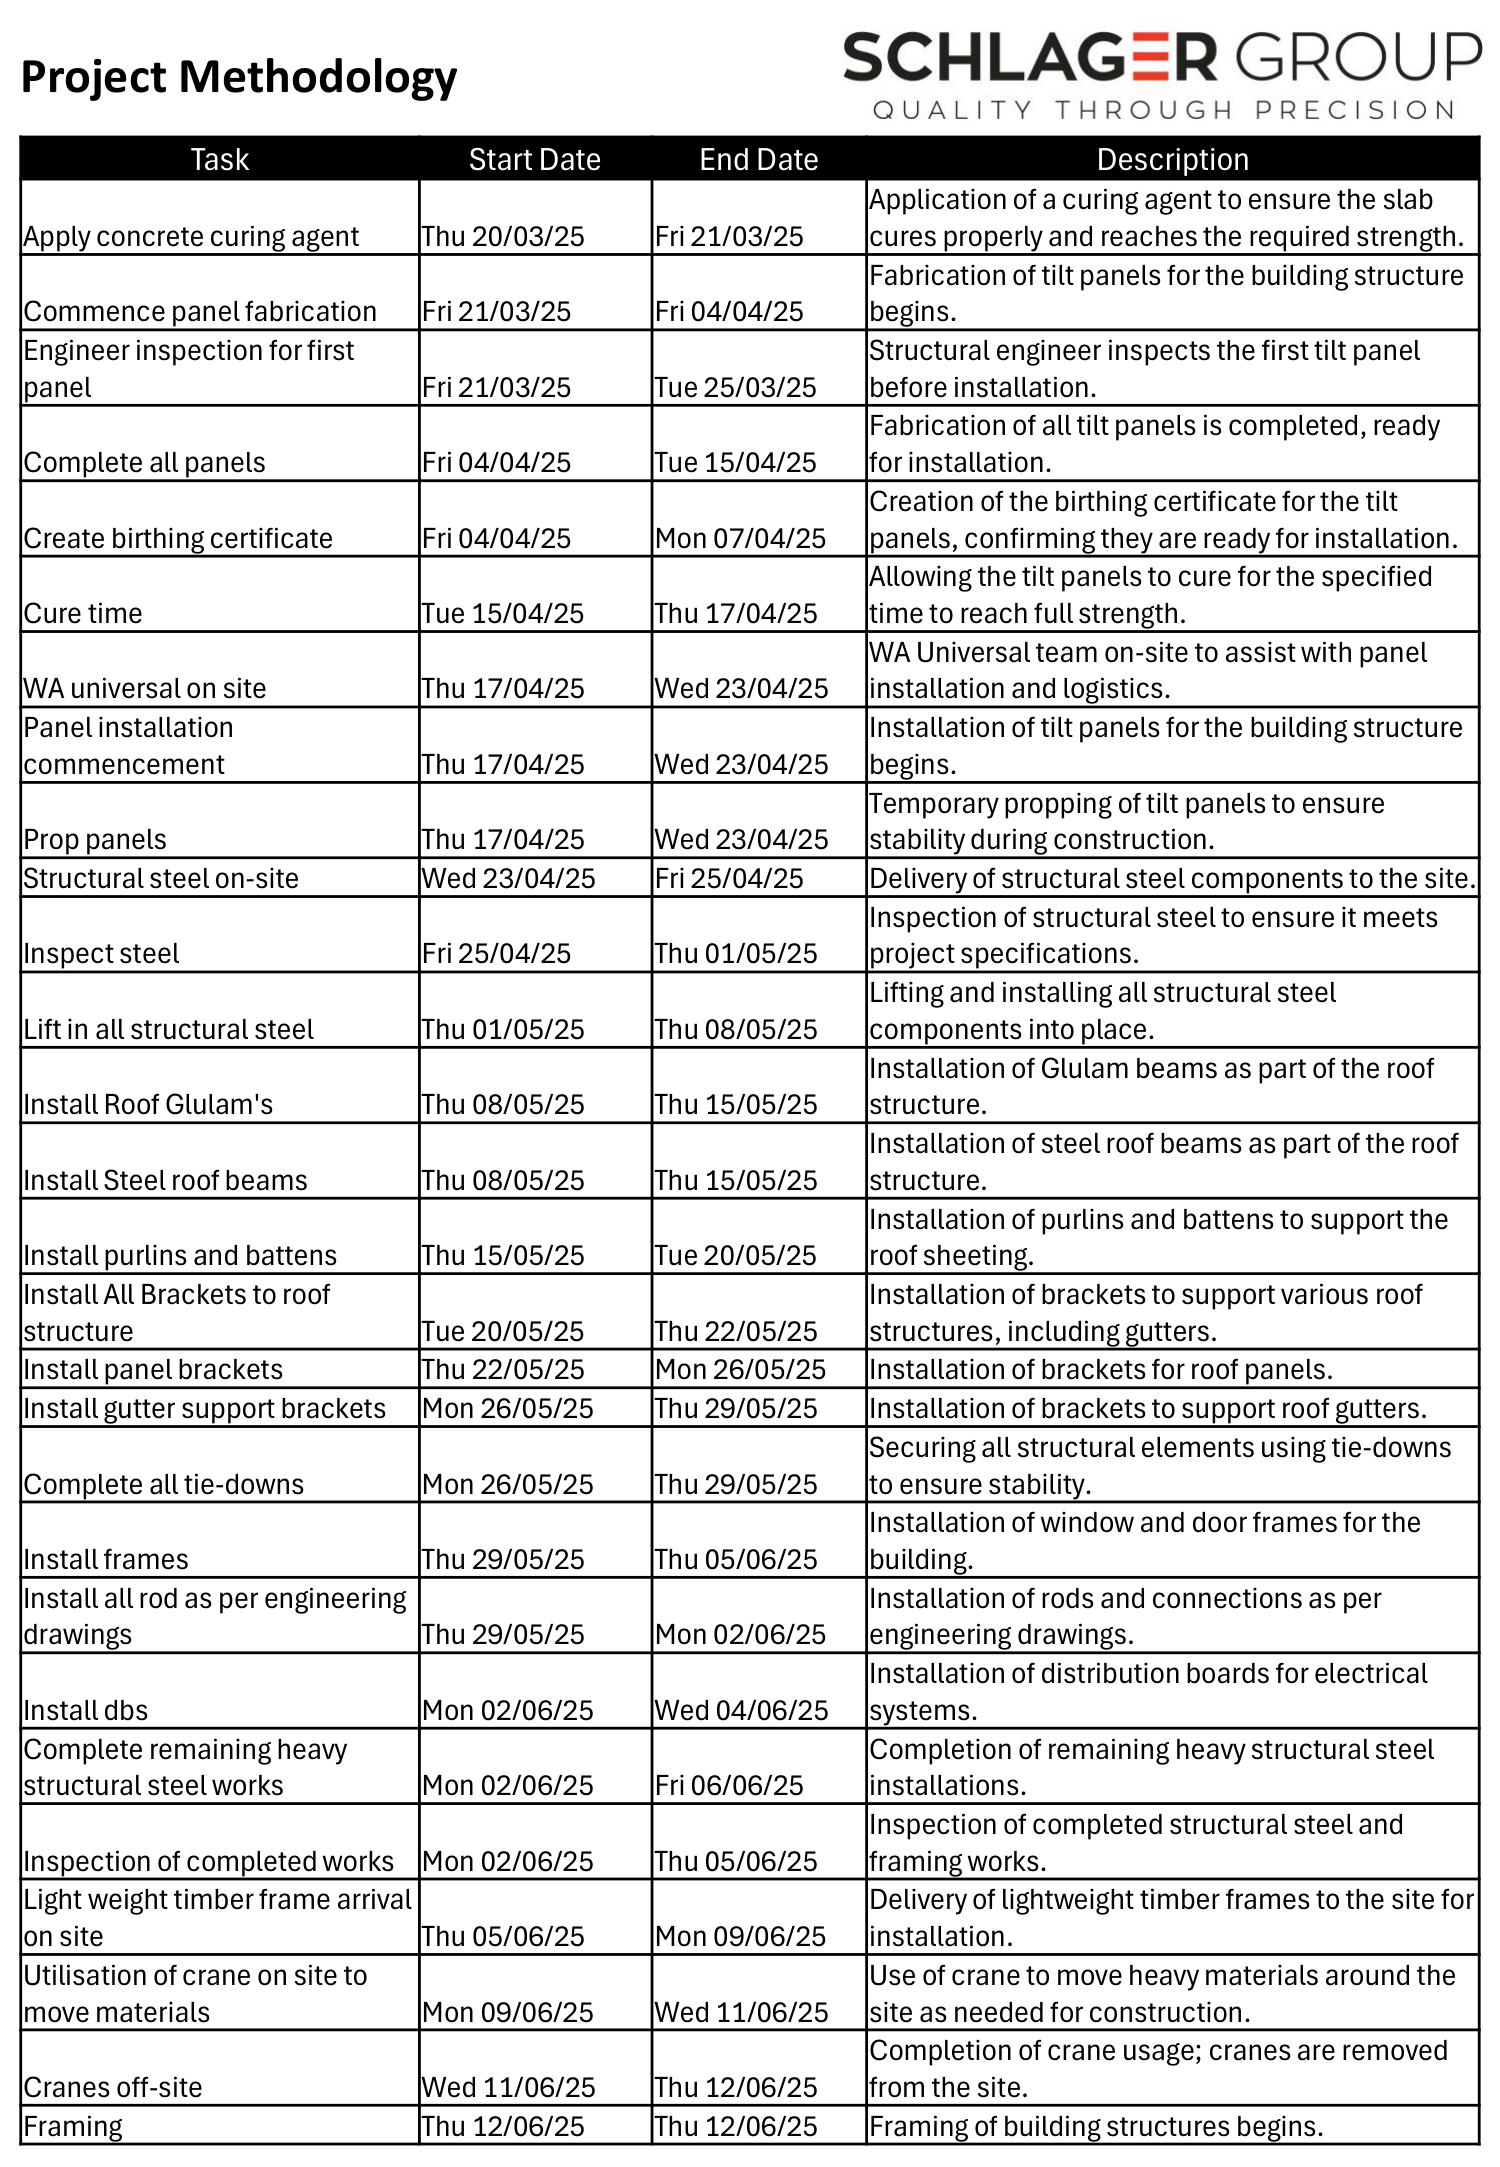 Project Methodology
SCHLAGER GROUP
QUALITY THROUGH PRECISION
Task Start Date End Date Description
Apply concrete curing agent Thu 20/03/25 Fri 21/03/25 Application of a curing agent to ensure the slab
cures properly and reaches the required strength.
Commence panel fabrication Fri 21/03/25 Fri 04/04/25 Fabrication of tilt panels for the building structure
begins.
Engineer inspection for first
panel Fri 21/03/25 Tue 25/03/25 Structural engineer inspects the first tilt panel
before installation.
Complete all panels Fri 04/04/25 Tue 15/04/25 Fabrication of all tilt panels is completed, ready
for installation.
Create birthing certificate Fri 04/04/25 Mon 07/04/25 Creation of the birthing certificate for the tilt
panels, confirming they are ready for installation.
Cure time Tue 15/04/25 Thu 17/04/25 Allowing the tilt panels to cure for the specified
time to reach full strength.
WA universal on site Thu 17/04/25 Wed 23/04/25 WA Universal team on-site to assist with panel
installation and logistics.
Panel installation
commencement Thu 17/04/25 Wed 23/04/25 Installation of tilt panels for the building structure
begins.
Prop panels Thu 17/04/25 Wed 23/04/25 Temporary propping of tilt panels to ensure
stability during construction.
Structural steel on-site Wed 23/04/25 Fri 25/04/25 Delivery of structural steel components to the site.
Inspect steel Fri 25/04/25 Thu 01/05/25 Inspection of structural steel to ensure it meets
project specifications.
Lift in all structural steel Thu 01/05/25 Thu 08/05/25 Lifting and installing all structural steel
components into place.
Install Roof Glulam's Thu 08/05/25 Thu 15/05/25 Installation of Glulam beams as part of the roof
structure.
Install Steel roof beams Thu 08/05/25 Thu 15/05/25 Installation of steel roof beams as part of the roof
structure.
Install purlins and battens Thu 15/05/25 Tue 20/05/25 Installation of purlins and battens to support the
roof sheeting.
Install All Brackets to roof
structure Tue 20/05/25 Thu 22/05/25 Installation of brackets to support various roof
structures, including gutters.
Install panel brackets Thu 22/05/25 Mon 26/05/25 Installation of brackets for roof panels.
Install gutter support brackets Mon 26/05/25 Thu 29/05/25 Installation of brackets to support roof gutters.
Complete all tie-downs Mon 26/05/25 Thu 29/05/25 Securing all structural elements using tie-downs
to ensure stability.
Install frames Thu 29/05/25 Thu 05/06/25 Installation of window and door frames for the
building.
Install all rod as per engineering
drawings Thu 29/05/25 Mon 02/06/25 Installation of rods and connections as per
engineering drawings.
Install dbs Mon 02/06/25 Wed 04/06/25 Installation of distribution boards for electrical
systems.
Complete remaining heavy
structural steel works Mon 02/06/25 Fri 06/06/25 Completion of remaining heavy structural steel
installations.
Inspection of completed works Mon 02/06/25 Thu 05/06/25 Inspection of completed structural steel and
framing works.
Light weight timber frame arrival
on site Thu 05/06/25 Mon 09/06/25 Delivery of lightweight timber frames to the site for
installation.
Utilisation of crane on site to
move materials Mon 09/06/25 Wed 11/06/25 Use of crane to move heavy materials around the
site as needed for construction.
Cranes off-site Wed 11/06/25 Thu 12/06/25 Completion of crane usage; cranes are removed
from the site.
Framing Thu 12/06/25 Thu 12/06/25 Framing of building structures begins.